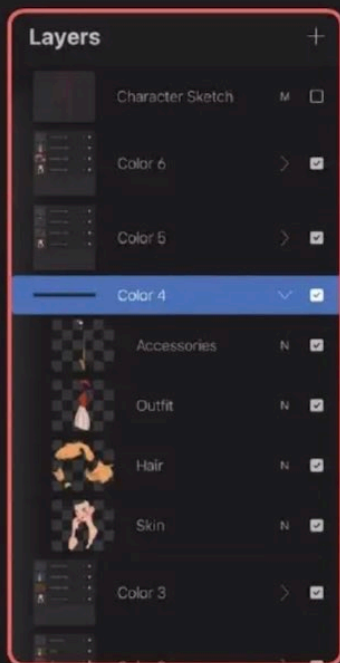 Layers +
Character Sketch M
Color 6
Color 5
Color 4
Accessories N
Outfit N
Hair N
Skin N
Color 3